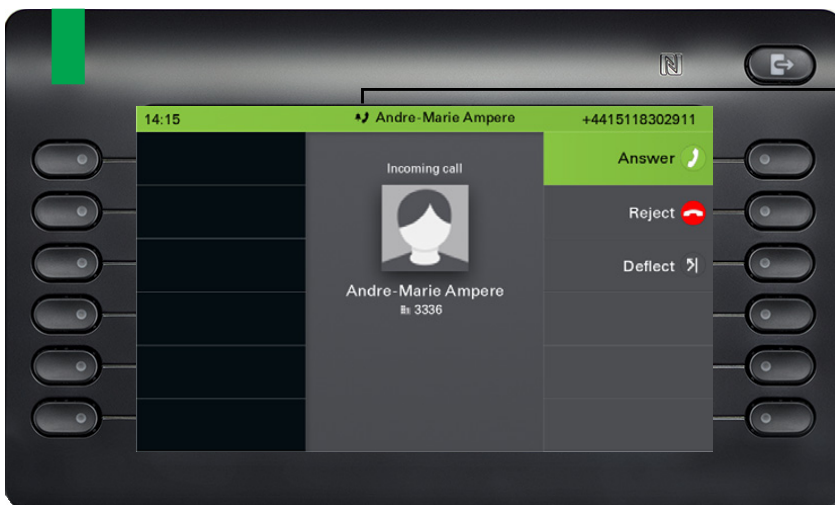 14:15
Andre-Marie Ampere
+4415118302911
Incoming call
Andre-Marie Ampere
3336
Answer
Reject
Deflect